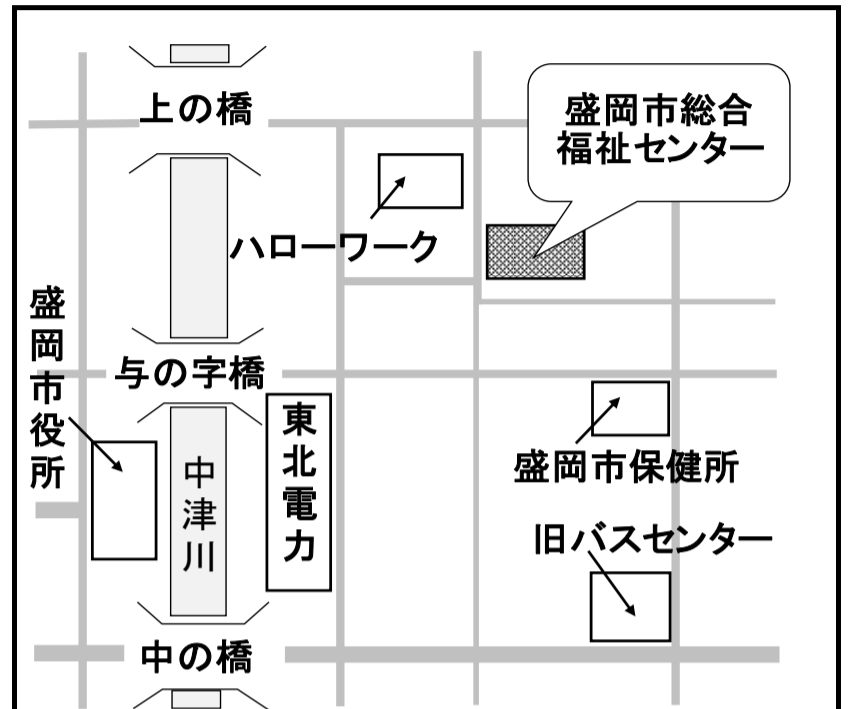 上の橋
盛岡市総合
福祉センター
ハローワーク
盛岡市役所
与の字橋
東北電力
中津川
盛岡市保健所
旧バスセンター
中の橋